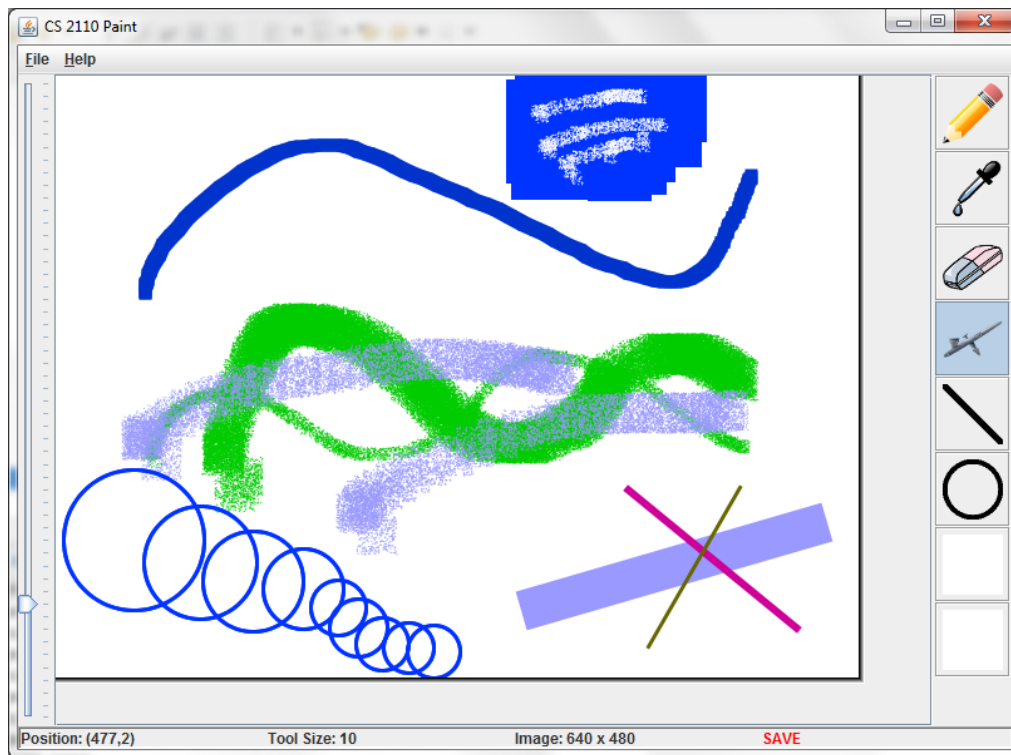 CS 2110 Paint
File Help
Position: (477,2) Tool Size: 10 Image: 640 x 480 SAVE